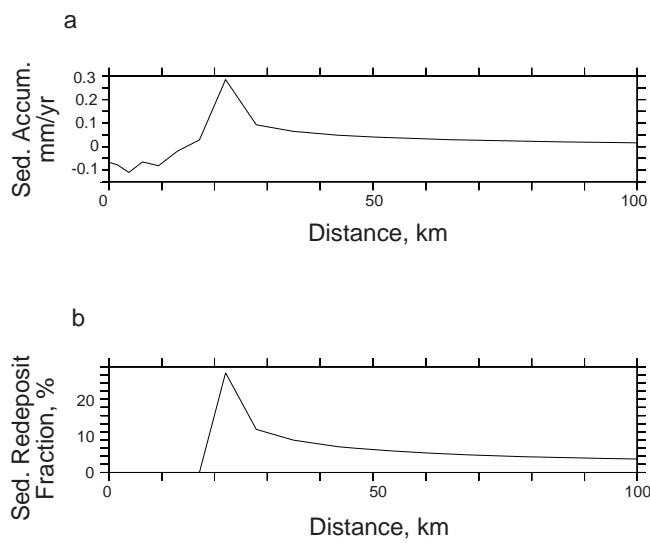 a
Sed. Accum.
mm/yr
0.3
0.2
0.1
0
-0.1
0
50
100
Distance, km
b
Sed. Redeposit
Fraction, %
20
10
0
0
50
100
Distance, km